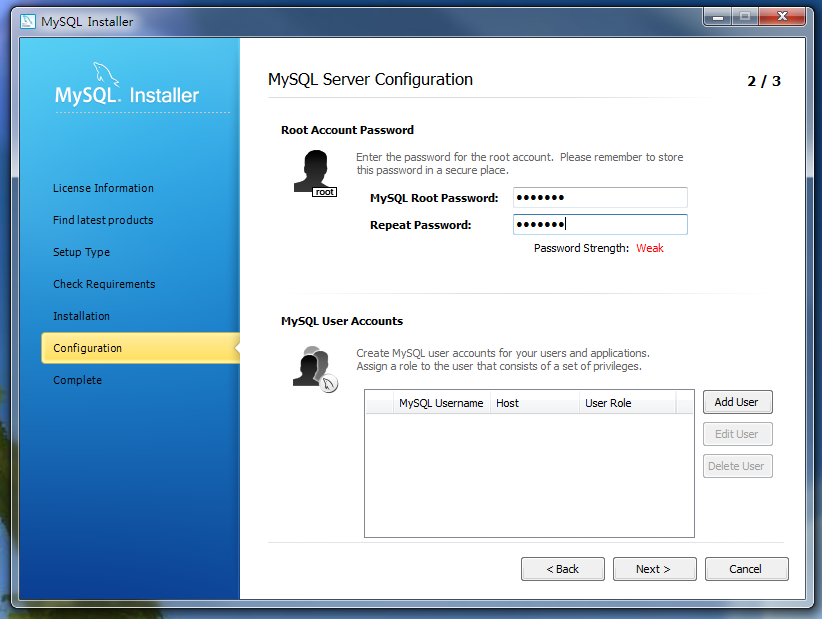 MySQL Installer
MySQL Installer
License Information
Find latest products
Setup Type
Check Requirements
Installation
Configuration
Complete
MySQL Server Configuration
2 / 3
Root Account Password
root
Enter the password for the root account. Please remember to store
this password in a secure place.
MySQL Root Password: ●●●●●●●
Repeat Password: ●●●●●●●
Password Strength: Weak
MySQL User Accounts
Create MySQL user accounts for your users and applications.
Assign a role to the user that consists of a set of privileges.
MySQL Username Host User Role
Add User
Edit User
Delete User
< Back Next > Cancel